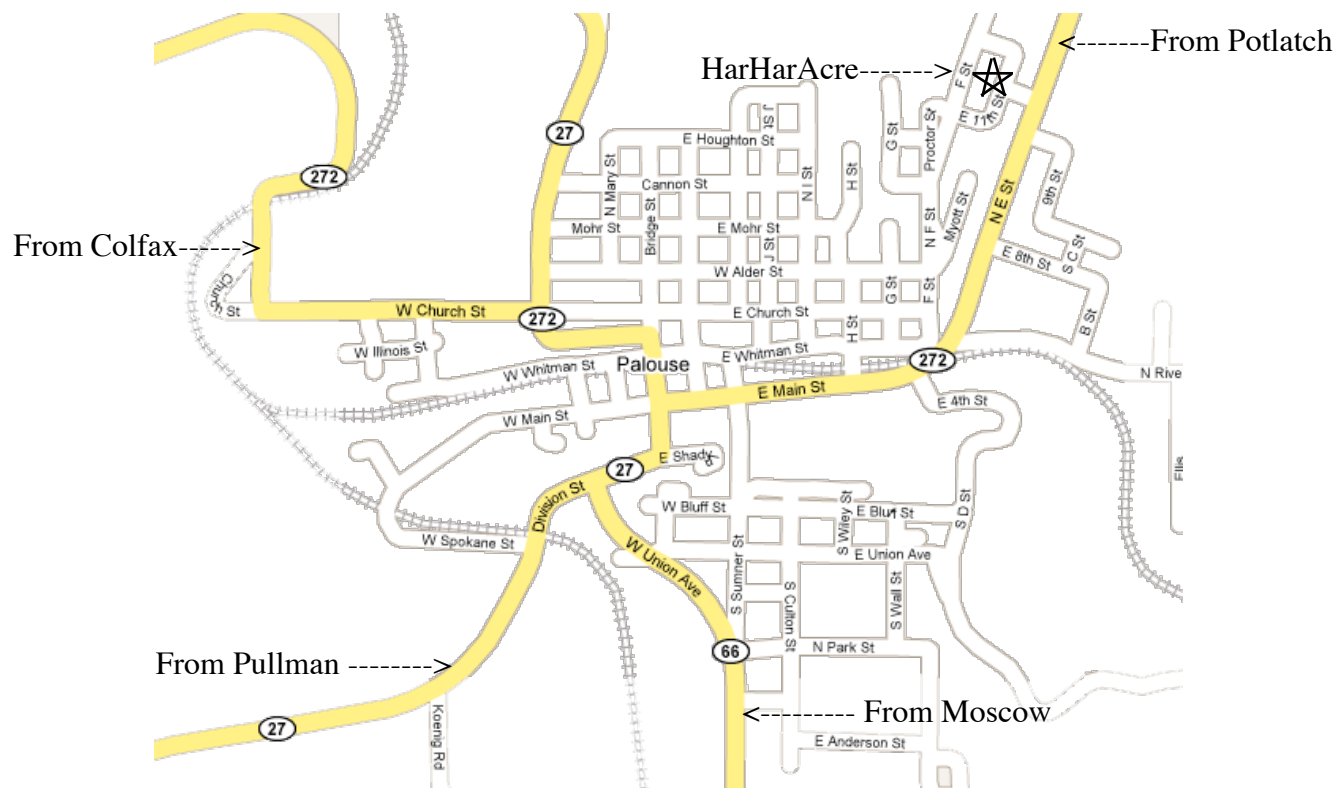 <------- From Potlatch
HarHarAcre------->
F St
E 11th St
27
J St
E Houghton St
G St
Proctor St
272
N Mary St
Cannon St
N I St
H St
N E St
9th St
From Colfax------->
Mohr St
Bridge St
E Mohr St
J St
N F St
Myott St
E 8th St
S C St
W Alder St
G St
F St
Church St
W Church St
272
E Church St
H St
B St
W Illinois St
E Whitman St
272
W Whitman St
Palouse
N Rive
E Main St
E 4th St
W Main St
E Shady
27
Ellis
Division St
W Bluff St
S Wiley St
E Bluff St
S D St
W Spokane St
W Union Ave
E Union Ave
S Sumner St
S Culton St
S Wall St
66
N Park St
From Pullman ------->
<-------- From Moscow
27
Koenig Rd
E Anderson St